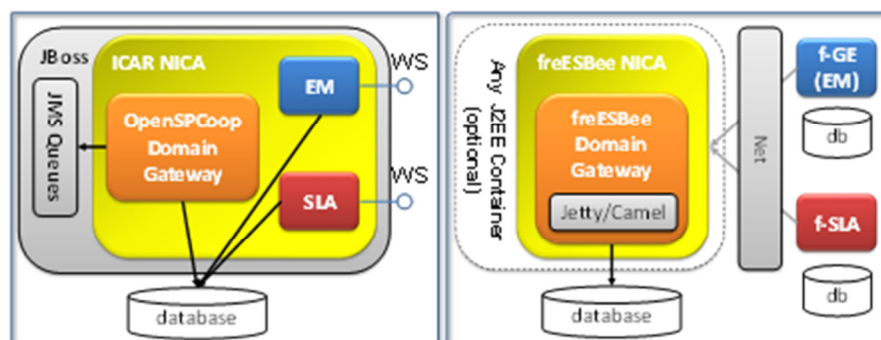 JBoss
ICAR NICA
WS
EM
JMS Queues
OpenSPCoop
Domain
Gateway
WS
SLA
database
Any J2EE Container
(optional)
freESBee NICA
freESBee
Domain
Gateway
Jetty/Camel
database
Net
f-GE
(EM)
db
f-SLA
db